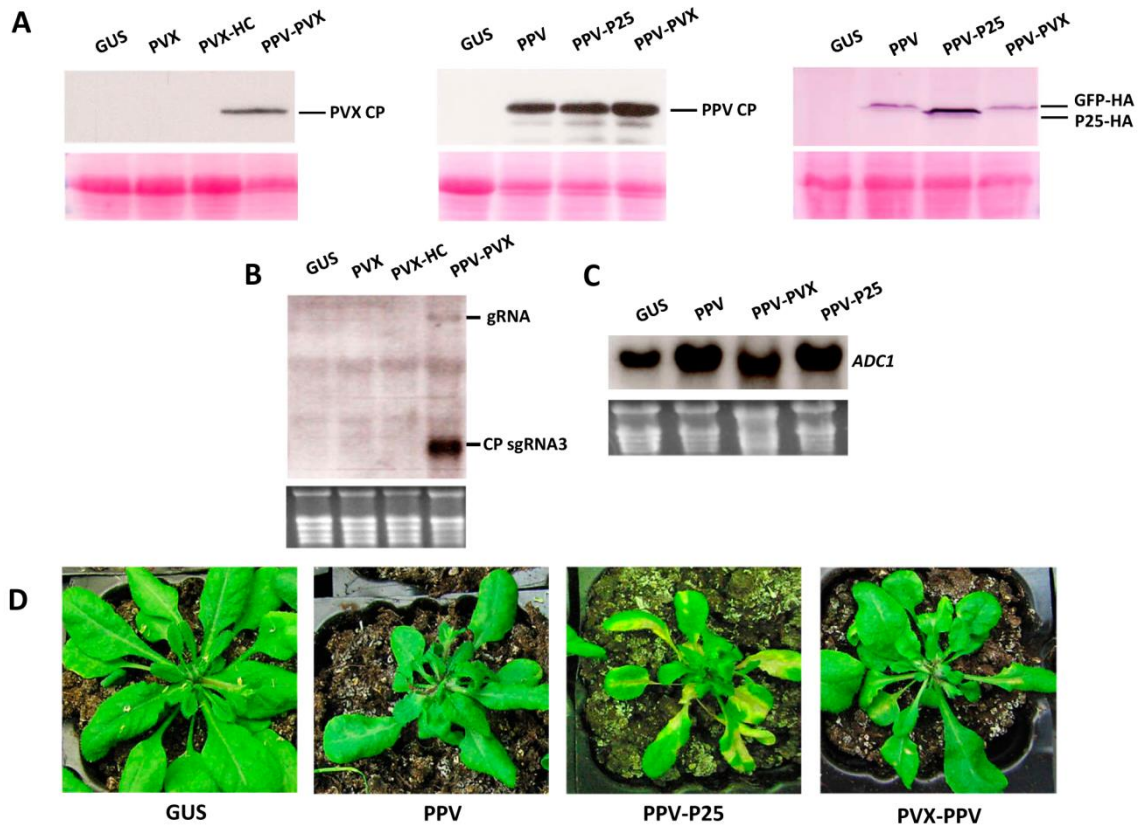 A
GUS PVX PVX-HC PPV-PVX
PVX CP
GUS PPV PPV-P25 PPV-PVX
PPV CP
GUS PPV PPV-P25 PPV-PVX
GFP-HA
P25-HA
B
GUS PVX PVX-HC PPV-PVX
gRNA
CP sgRNA3
C
GUS PPV PPV-PVX PPV-P25
ADC1
D
GUS PPV PPV-P25 PVX-PPV